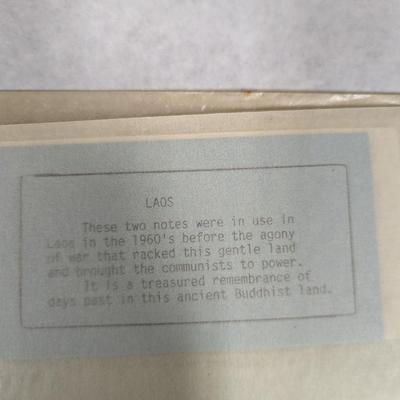 LAOS
These two notes were in use in
Laos in the 1960's before the agony
of war that racked this gentle land
and brought the communists to power.
It is a treasured remembrance of
days past in this ancient Buddhist land.